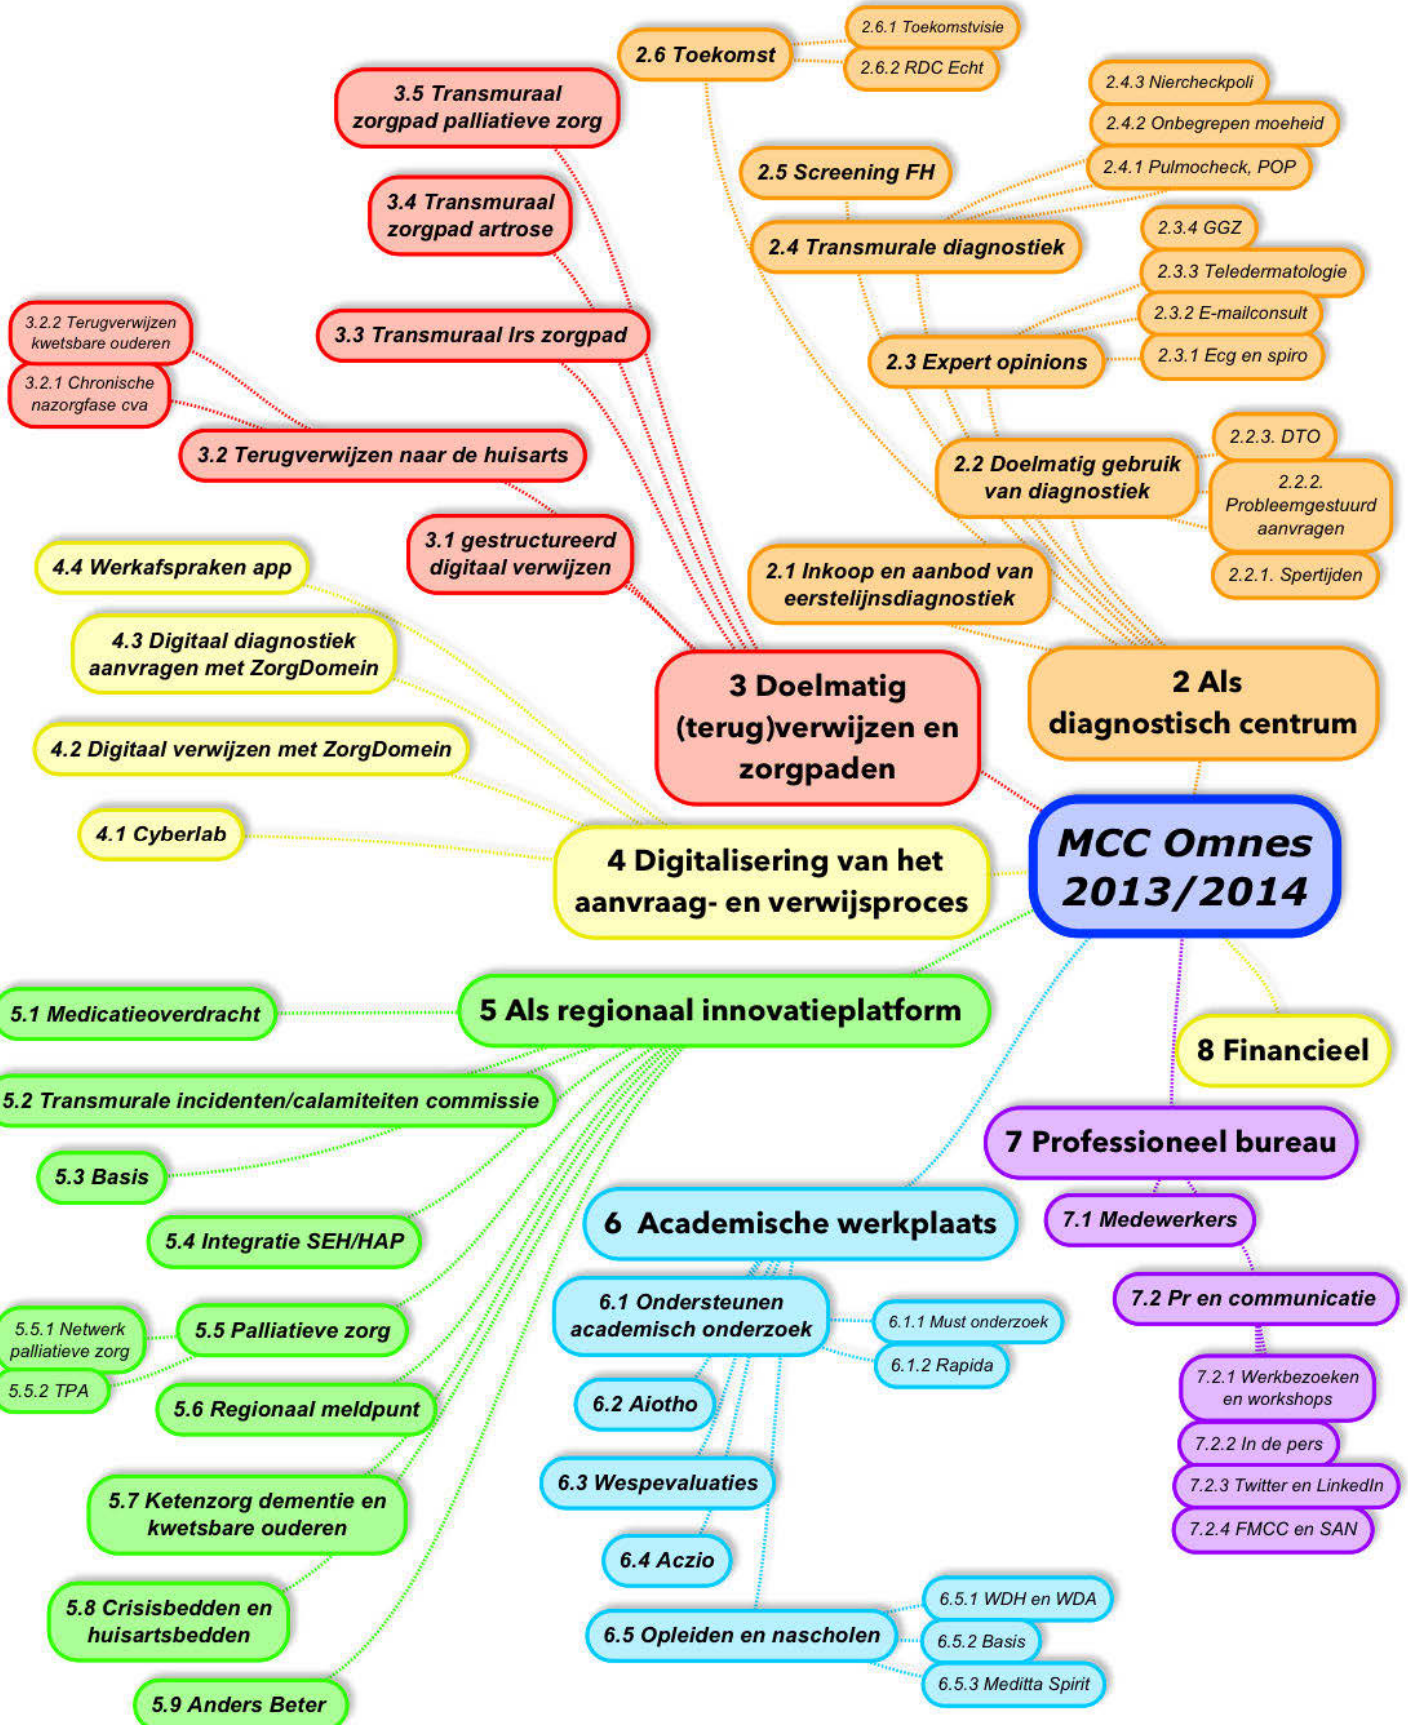 MCC Omnes
2013/2014
2 Als
diagnostisch centrum
2.1 Inkoop en aanbod van
eerstelijnsdiagnostiek
2.2 Doelmatig gebruik
van diagnostiek
2.2.1. Spertijden
2.2.2.
Probleemgestuurd
aanvragen
2.2.3. DTO
2.3 Expert opinions
2.3.1 Ecg en spiro
2.3.2 E-mailconsult
2.3.3 Teledermatologie
2.3.4 GGZ
2.4 Transmurale diagnostiek
2.4.1 Pulmocheck, POP
2.4.2 Onbegrepen moeheid
2.4.3 Niercheckpoli
2.5 Screening FH
2.6 Toekomst
2.6.1 Toekomstvisie
2.6.2 RDC Echt
3 Doelmatig
(terug)verwijzen en
zorgpaden
3.1 gestructureerd
digitaal verwijzen
3.2 Terugverwijzen naar de huisarts
3.2.1 Chronische
nazorgfase cva
3.2.2 Terugverwijzen
kwetsbare ouderen
3.3 Transmuraal lrs zorgpad
3.4 Transmuraal
zorgpad artrose
3.5 Transmuraal
zorgpad palliatieve zorg
4 Digitalisering van het
aanvraag- en verwijsproces
4.1 Cyberlab
4.2 Digitaal verwijzen met ZorgDomein
4.3 Digitaal diagnostiek
aanvragen met ZorgDomein
4.4 Werkafspraken app
5 Als regionaal innovatieplatform
5.1 Medicatieoverdracht
5.2 Transmurale incidenten/calamiteiten commissie
5.3 Basis
5.4 Integratie SEH/HAP
5.5 Palliatieve zorg
5.5.1 Netwerk
palliatieve zorg
5.5.2 TPA
5.6 Regionaal meldpunt
5.7 Ketenzorg dementie en
kwetsbare ouderen
5.8 Crisisbedden en
huisartsbedden
5.9 Anders Beter
6 Academische werkplaats
6.1 Ondersteunen
academisch onderzoek
6.1.1 Must onderzoek
6.1.2 Rapida
6.2 Aiotho
6.3 Wespevaluaties
6.4 Aczio
6.5 Opleiden en nascholen
6.5.1 WDH en WDA
6.5.2 Basis
6.5.3 Meditta Spirit
7 Professioneel bureau
7.1 Medewerkers
7.2 Pr en communicatie
7.2.1 Werkbezoeken
en workshops
7.2.2 In de pers
7.2.3 Twitter en LinkedIn
7.2.4 FMCC en SAN
8 Financieel